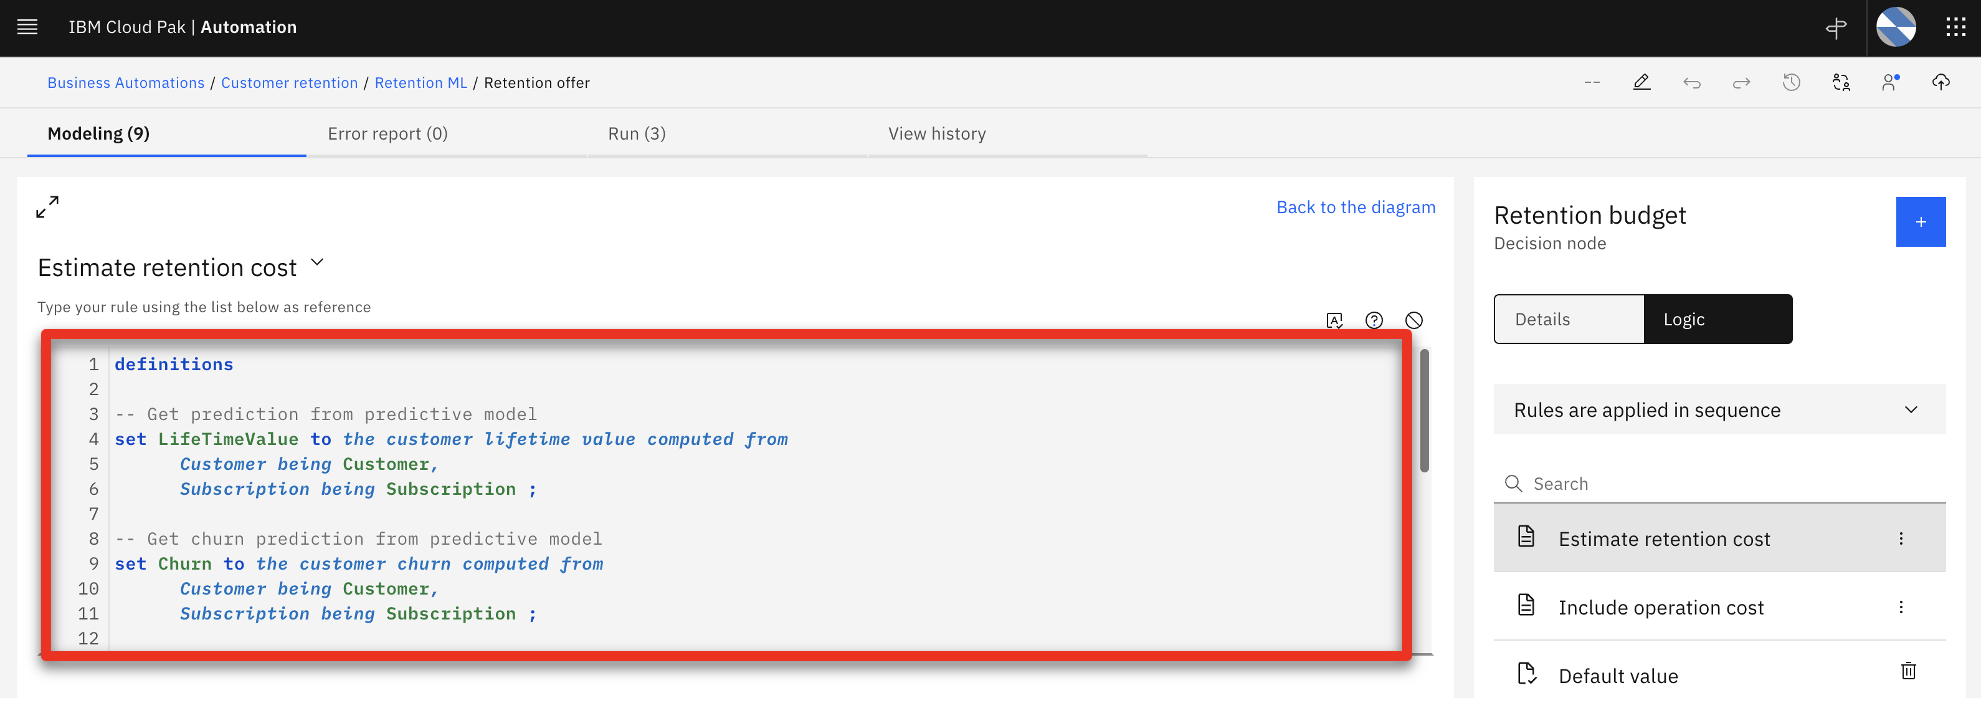 IBM Cloud Pak | Automation
Business Automations / Customer retention / Retention ML / Retention offer
--
Modeling (9)
Error report (0)
Run (3)
View history
Back to the diagram
Estimate retention cost
Type your rule using the list below as reference
1 definitions
2
3 -- Get prediction from predictive model
4 set LifeTimeValue to the customer lifetime value computed from
5 Customer being Customer,
6 Subscription being Subscription ;
7
8 -- Get churn prediction from predictive model
9 set Churn to the customer churn computed from
10 Customer being Customer,
11 Subscription being Subscription ;
12
Retention budget
Decision node
+
Details
Logic
Rules are applied in sequence
Search
Estimate retention cost
Include operation cost
Default value